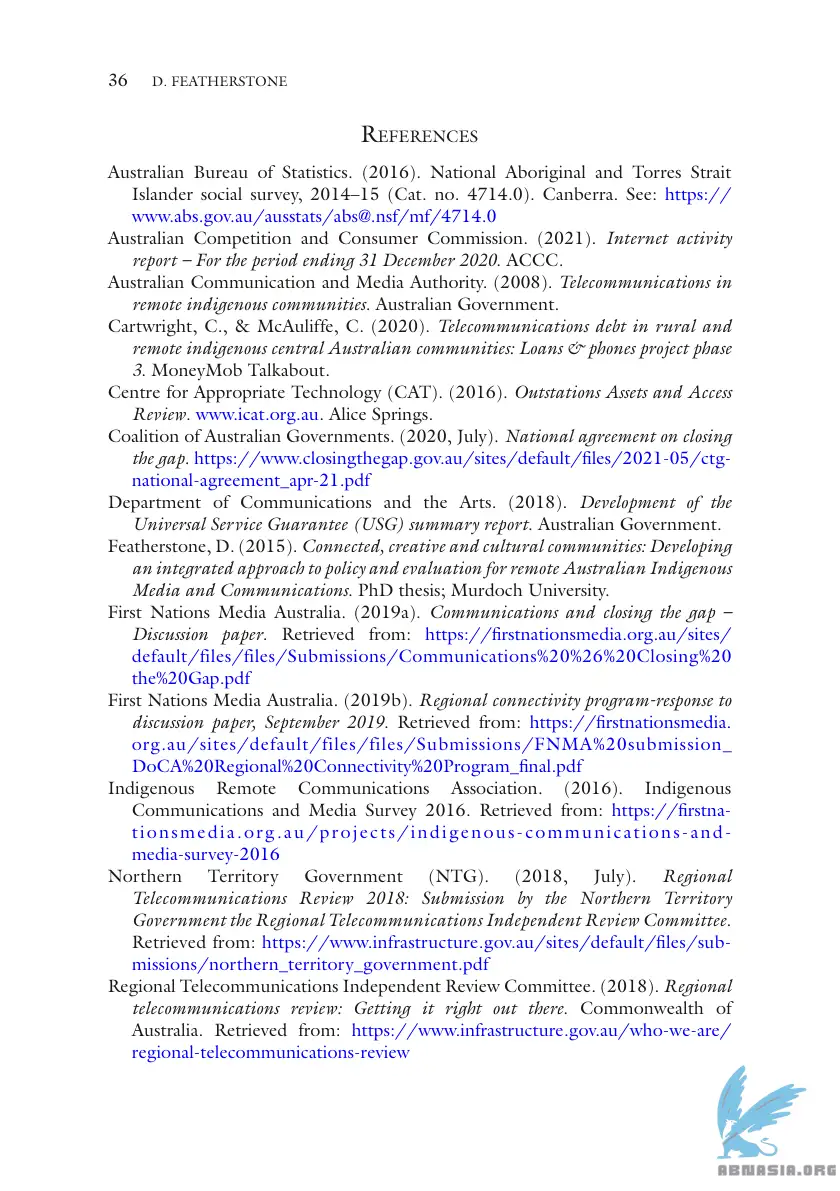 36 D. FEATHERSTONE
REFERENCES
Australian Bureau of Statistics. (2016). National Aboriginal and Torres Strait
Islander social survey, 2014–15 (Cat. no. 4714.0). Canberra. See: https://
www.abs.gov.au/ausstats/abs@.nsf/mf/4714.0
Australian Competition and Consumer Commission. (2021). Internet activity
report – For the period ending 31 December 2020. ACCC.
Australian Communication and Media Authority. (2008). Telecommunications in
remote indigenous communities. Australian Government.
Cartwright, C., & McAuliffe, C. (2020). Telecommunications debt in rural and
remote indigenous central Australian communities: Loans & phones project phase
3. MoneyMob Talkabout.
Centre for Appropriate Technology (CAT). (2016). Outstations Assets and Access
Review. www.icat.org.au. Alice Springs.
Coalition of Australian Governments. (2020, July). National agreement on closing
the gap. https://www.closingthegap.gov.au/sites/default/files/2021-05/ctg-
national-agreement_apr-21.pdf
Department of Communications and the Arts. (2018). Development of the
Universal Service Guarantee (USG) summary report. Australian Government.
Featherstone, D. (2015). Connected, creative and cultural communities: Developing
an integrated approach to policy and evaluation for remote Australian Indigenous
Media and Communications. PhD thesis; Murdoch University.
First Nations Media Australia. (2019a). Communications and closing the gap –
Discussion paper. Retrieved from: https://firstnationsmedia.org.au/sites/
default/files/files/Submissions/Communications%20%26%20Closing%20
the%20Gap.pdf
First Nations Media Australia. (2019b). Regional connectivity program-response to
discussion paper, September 2019. Retrieved from: https://firstnationsmedia.
org.au/sites/default/files/files/Submissions/FNMA%20submission_
DoCA%20Regional%20Connectivity%20Program_final.pdf
Indigenous Remote Communications Association. (2016). Indigenous
Communications and Media Survey 2016. Retrieved from: https://firstna-
tionsmedia.org.au/projects/indigenous-communications-and-
media-survey-2016
Northern Territory Government (NTG). (2018, July). Regional
Telecommunications Review 2018: Submission by the Northern Territory
Government the Regional Telecommunications Independent Review Committee.
Retrieved from: https://www.infrastructure.gov.au/sites/default/files/sub-
missions/northern_territory_government.pdf
Regional Telecommunications Independent Review Committee. (2018). Regional
telecommunications review: Getting it right out there. Commonwealth of
Australia. Retrieved from: https://www.infrastructure.gov.au/who-we-are/
regional-telecommunications-review
ABNASIA.ORG